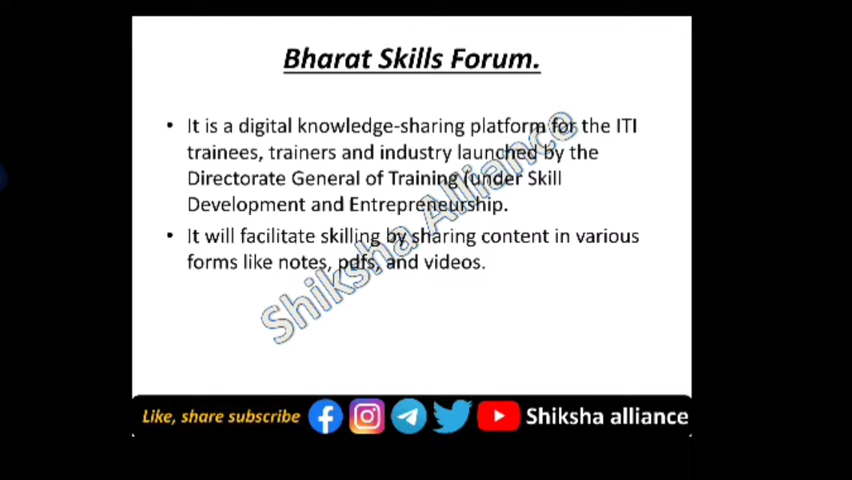 Bharat Skills Forum.
• It is a digital knowledge-sharing platform for the ITI
trainees, trainers and industry launched by the
Directorate General of Training (under Skill
Development and Entrepreneurship.
• It will facilitate skilling by sharing content in various
forms like notes, pdfs, and videos.
Shiksha Alliance
Like, share subscribe Shiksha alliance